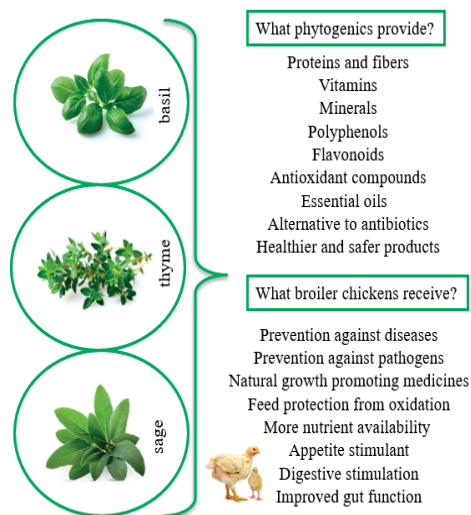 basil
thyme
sage
What phytogenics provide?
Proteins and fibers
Vitamins
Minerals
Polyphenols
Flavonoids
Antioxidant compounds
Essential oils
Alternative to antibiotics
Healthier and safer products
What broiler chickens receive?
Prevention against diseases
Prevention against pathogens
Natural growth promoting medicines
Feed protection from oxidation
More nutrient availability
Appetite stimulant
Digestive stimulation
Improved gut function